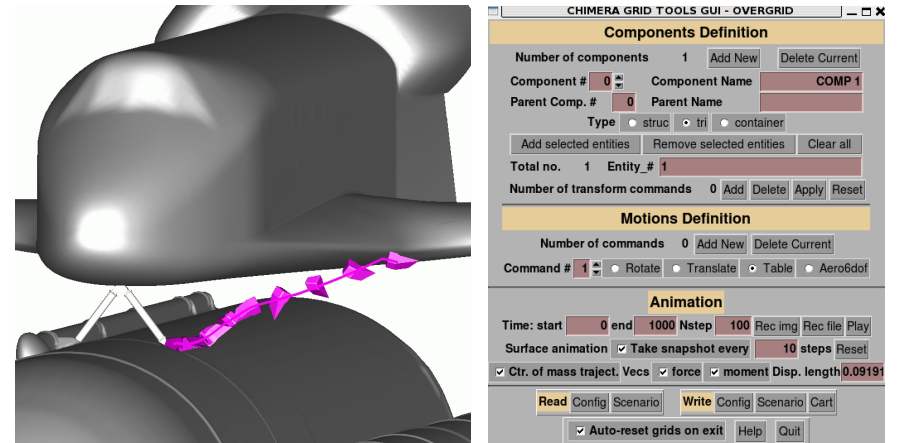 CHIMERA GRID TOOLS GUI - OVERGRID
Components Definition
Number of components 1 Add New Delete Current
Component # 0 Component Name COMP 1
Parent Comp. # 0 Parent Name
Type struc tri container
Add selected entities Remove selected entities Clear all
Total no. 1 Entity_# 1
Number of transform commands 0 Add Delete Apply Reset
Motions Definition
Number of commands 0 Add New Delete Current
Command # 1 Rotate Translate Table Aero6dof
Animation
Time: start 0 end 1000 Nstep 100 Rec img Rec file Play
Surface animation Take snapshot every 10 steps Reset
Ctr. of mass traject. Vecs force moment Disp. length 0.09191
Read Config Scenario Write Config Scenario Cart
Auto-reset grids on exit Help Quit